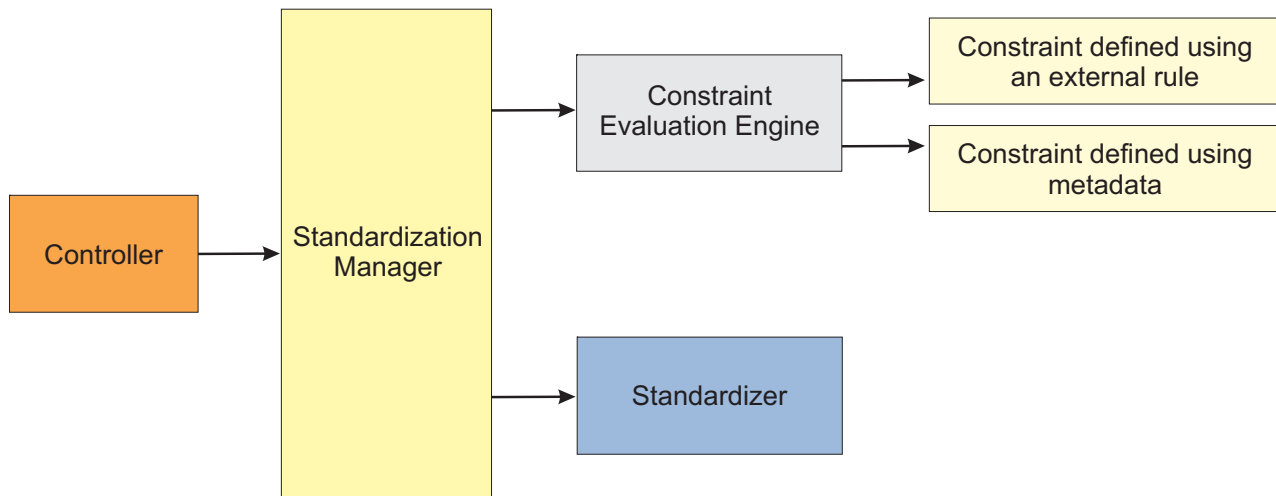 Controller
Standardization
Manager
Constraint
Evaluation Engine
Constraint defined using
an external rule
Constraint defined using
metadata
Standardizer